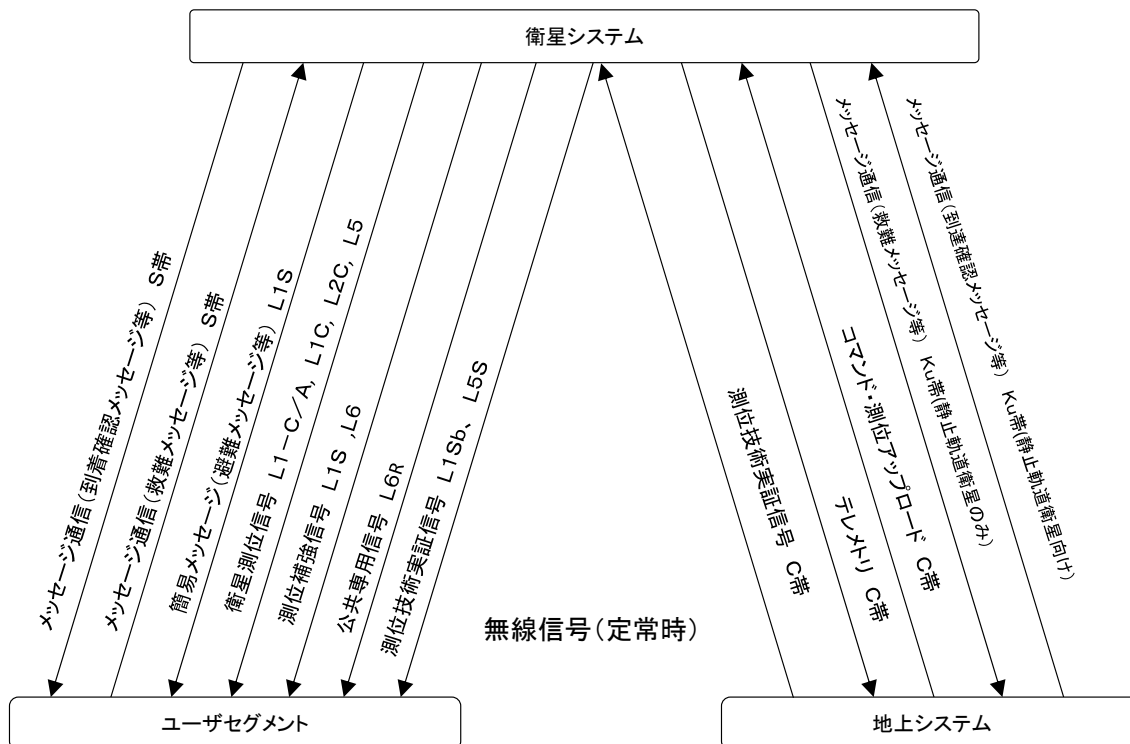 衛星システム
メッセージ通信(到着確認メッセージ等) S帯
メッセージ通信(救難メッセージ等) S帯
簡易メッセージ(避難メッセージ等) L1S
衛星測位信号 L1-C/A, L1C, L2C, L5
測位補強信号 L1S ,L6
公共専用信号 L6R
測位技術実証信号 L1Sb、 L5S
測位技術実証信号 C帯
テレメトリ C帯
コマンド・測位アップロード C帯
メッセージ通信(救難メッセージ等) Ku帯(静止軌道衛星のみ)
メッセージ通信(到達確認メッセージ等) Ku帯(静止軌道衛星向け)
無線信号(定常時)
ユーザセグメント
地上システム